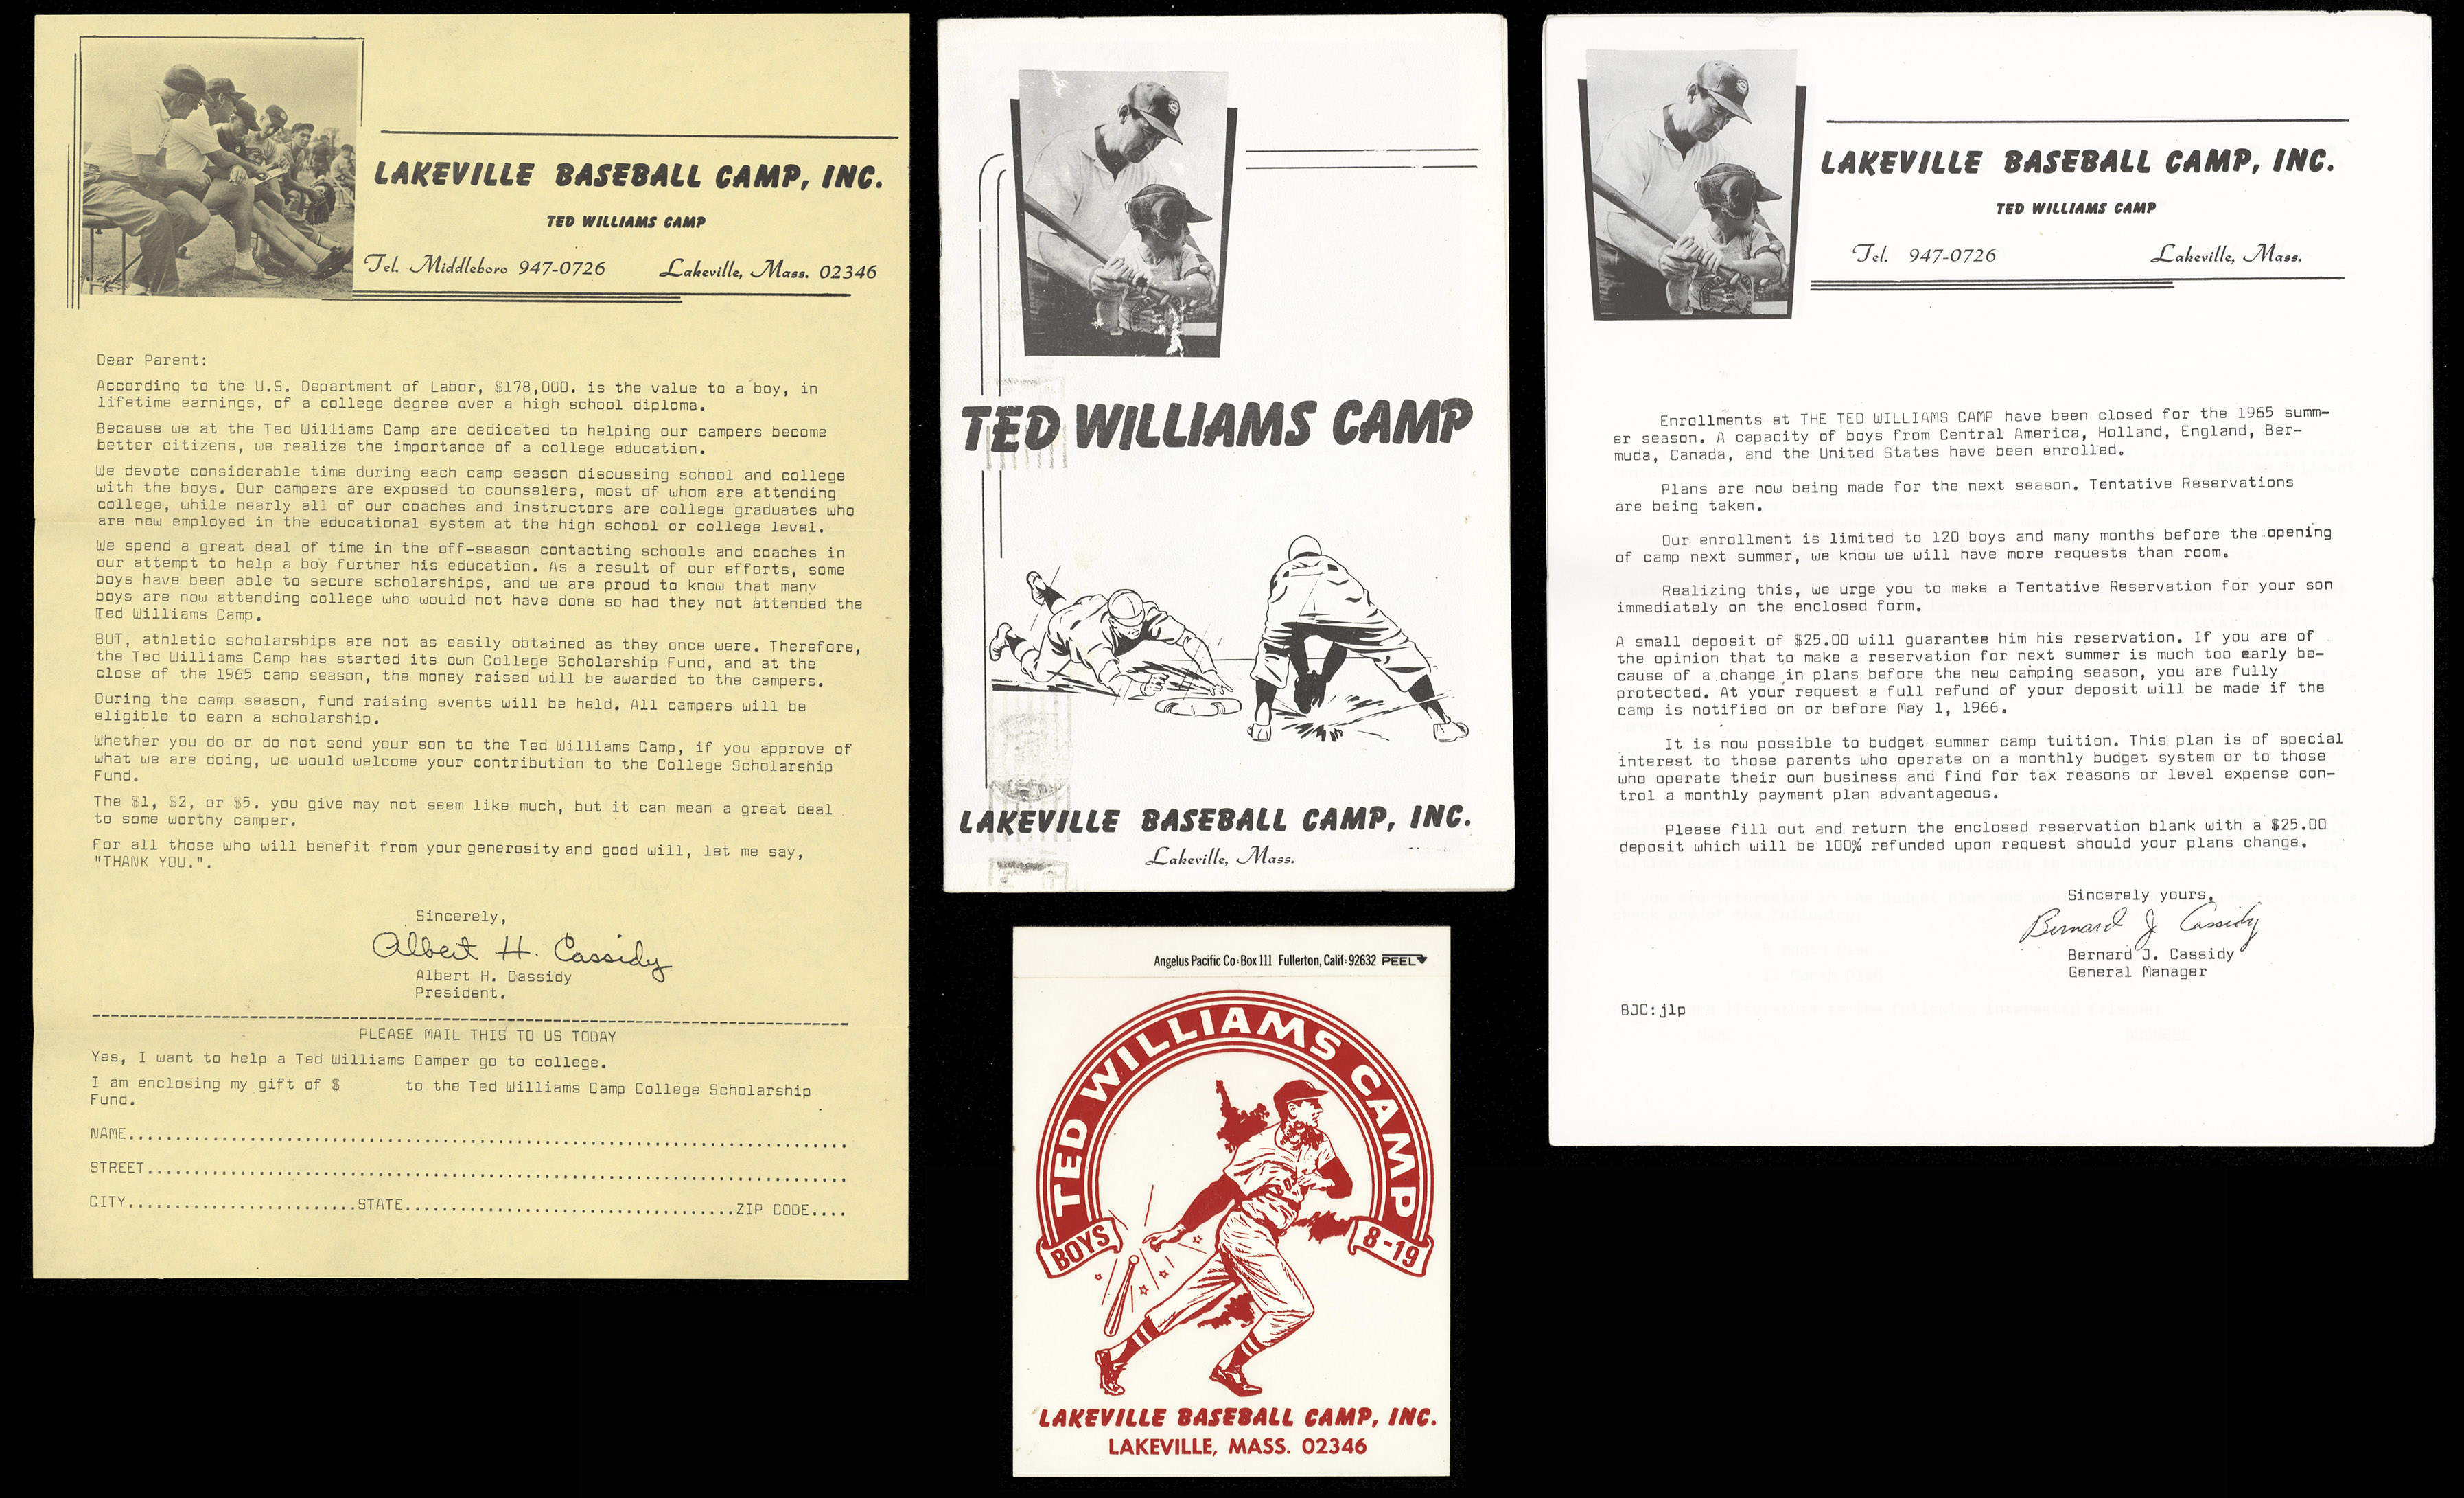 LAKEVILLE BASEBALL CAMP, INC.
TED WILLIAMS CAMP
Tel. Middleboro 947-0726 Lakeville, Mass. 02346
Dear Parent:
According to the U.S. Department of Labor, $178,000. is the value to a boy, in
lifetime earnings, of a college degree over a high school diploma.
Because we at the Ted Williams Camp are dedicated to helping our campers become
better citizens, we realize the importance of a college education.
We devote considerable time during each camp season discussing school and college
with the boys. Our campers are exposed to counselers, most of whom are attending
college, while nearly all of our coaches and instructors are college graduates who
are now employed in the educational system at the high school or college level.
We spend a great deal of time in the off-season contacting schools and coaches in
our attempt to help a boy further his education. As a result of our efforts, some
boys have been able to secure scholarships, and we are proud to know that many
boys are now attending college who would not have done so had they not attended the
Ted Williams Camp.
BUT, athletic scholarships are not as easily obtained as they once were. Therefore,
the Ted Williams Camp has started its own College Scholarship Fund, and at the
close of the 1965 camp season, the money raised will be awarded to the campers.
During the camp season, fund raising events will be held. All campers will be
eligible to earn a scholarship.
Whether you do or do not send your son to the Ted Williams Camp, if you approve of
what we are doing, we would welcome your contribution to the College Scholarship
Fund.
The $1, $2, or $5. you give may not seem like much, but it can mean a great deal
to some worthy camper.
For all those who will benefit from your generosity and good will, let me say,
"THANK YOU.".
Sincerely,
Albert H. Cassidy
Albert H. Cassidy
President.
PLEASE MAIL THIS TO US TODAY
Yes, I want to help a Ted Williams Camper go to college.
I am enclosing my gift of $ to the Ted Williams Camp College Scholarship
Fund.
NAME
STREET
CITY STATE ZIP CODE
TED WILLIAMS CAMP
LAKEVILLE BASEBALL CAMP, INC.
Lakeville, Mass.
Angelus Pacific Co. Box 111 Fullerton, Calif. 92632 PEEL
TED WILLIAMS CAMP
BOS
BOYS 8-19
LAKEVILLE BASEBALL CAMP, INC.
LAKEVILLE, MASS. 02346
LAKEVILLE BASEBALL CAMP, INC.
TED WILLIAMS CAMP
Tel. 947-0726 Lakeville, Mass.
Enrollments at THE TED WILLIAMS CAMP have been closed for the 1965 summ-
er season. A capacity of boys from Central America, Holland, England, Ber-
muda, Canada, and the United States have been enrolled.
Plans are now being made for the next season. Tentative Reservations
are being taken.
Our enrollment is limited to 120 boys and many months before the opening
of camp next summer, we know we will have more requests than room.
Realizing this, we urge you to make a Tentative Reservation for your son
immediately on the enclosed form.
A small deposit of $25.00 will guarantee him his reservation. If you are of
the opinion that to make a reservation for next summer is much too early be-
cause of a change in plans before the new camping season, you are fully
protected. At your request a full refund of your deposit will be made if the
camp is notified on or before May 1, 1966.
It is now possible to budget summer camp tuition. This plan is of special
interest to those parents who operate on a monthly budget system or to those
who operate their own business and find for tax reasons or level expense con-
trol a monthly payment plan advantageous.
Please fill out and return the enclosed reservation blank with a $25.00
deposit which will be 100% refunded upon request should your plans change.
Sincerely yours,
Bernard J Cassidy
Bernard J. Cassidy
General Manager
BJC:jlp